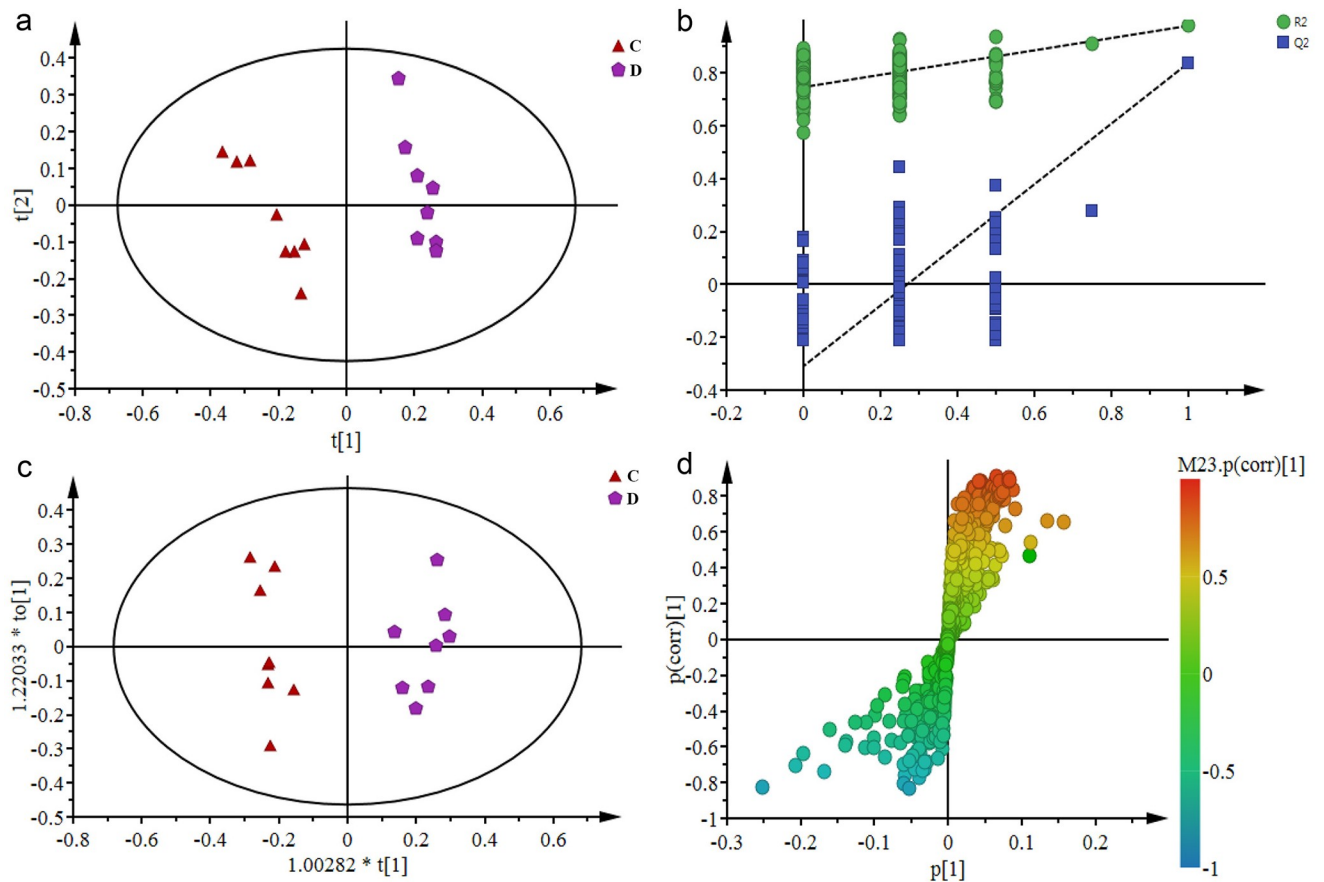 a
C
D
0.4
0.3
0.2
0.1
0
-0.1
-0.2
-0.3
-0.4
-0.5
-0.8 -0.6 -0.4 -0.2 0 0.2 0.4 0.6
t[2]
t[1]
b
R2
Q2
0.8
0.6
0.4
0.2
0
-0.2
-0.4
-0.2 0 0.2 0.4 0.6 0.8 1
c
C
D
0.4
0.3
0.2
0.1
0
-0.1
-0.2
-0.3
-0.4
-0.5
-0.8 -0.6 -0.4 -0.2 0 0.2 0.4 0.6
1.22033 * to[1]
1.00282 * t[1]
d
M23.p(corr)[1]
0.8
0.6
0.4
0.2
0
-0.2
-0.4
-0.6
-0.8
-1
-0.3 -0.2 -0.1 0 0.1 0.2
p(corr)[1]
p[1]
0.5
0
-0.5
-1